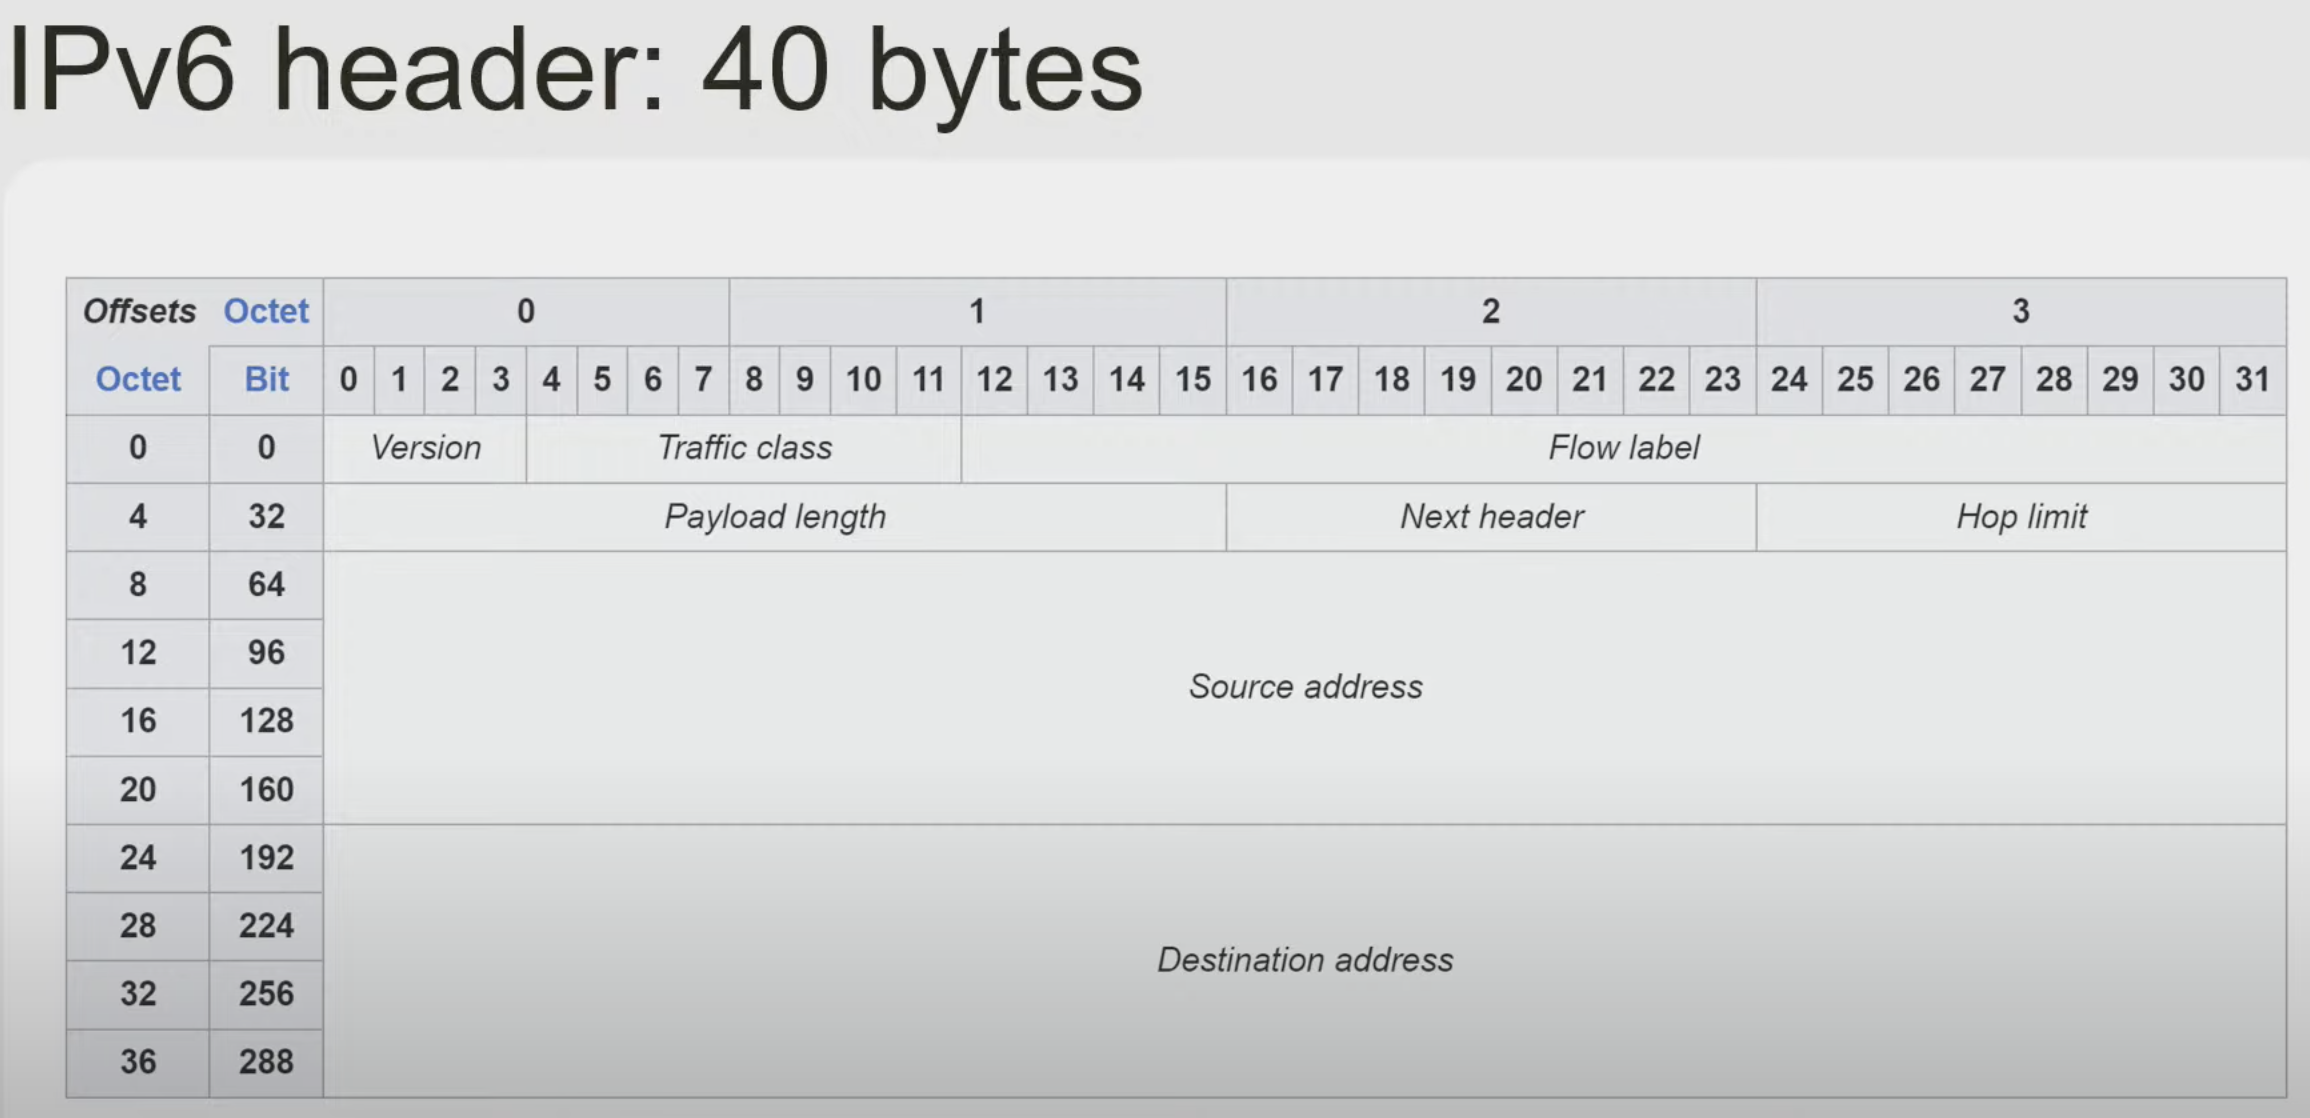 IPv6 header: 40 bytes
Offsets Octet 0 1 2 3
Octet Bit 0 1 2 3 4 5 6 7 8 9 10 11 12 13 14 15 16 17 18 19 20 21 22 23 24 25 26 27 28 29 30 31
0 0 Version Traffic class Flow label
4 32 Payload length Next header Hop limit
8 64
12 96
Source address
16 128
20 160
24 192
28 224
Destination address
32 256
36 288